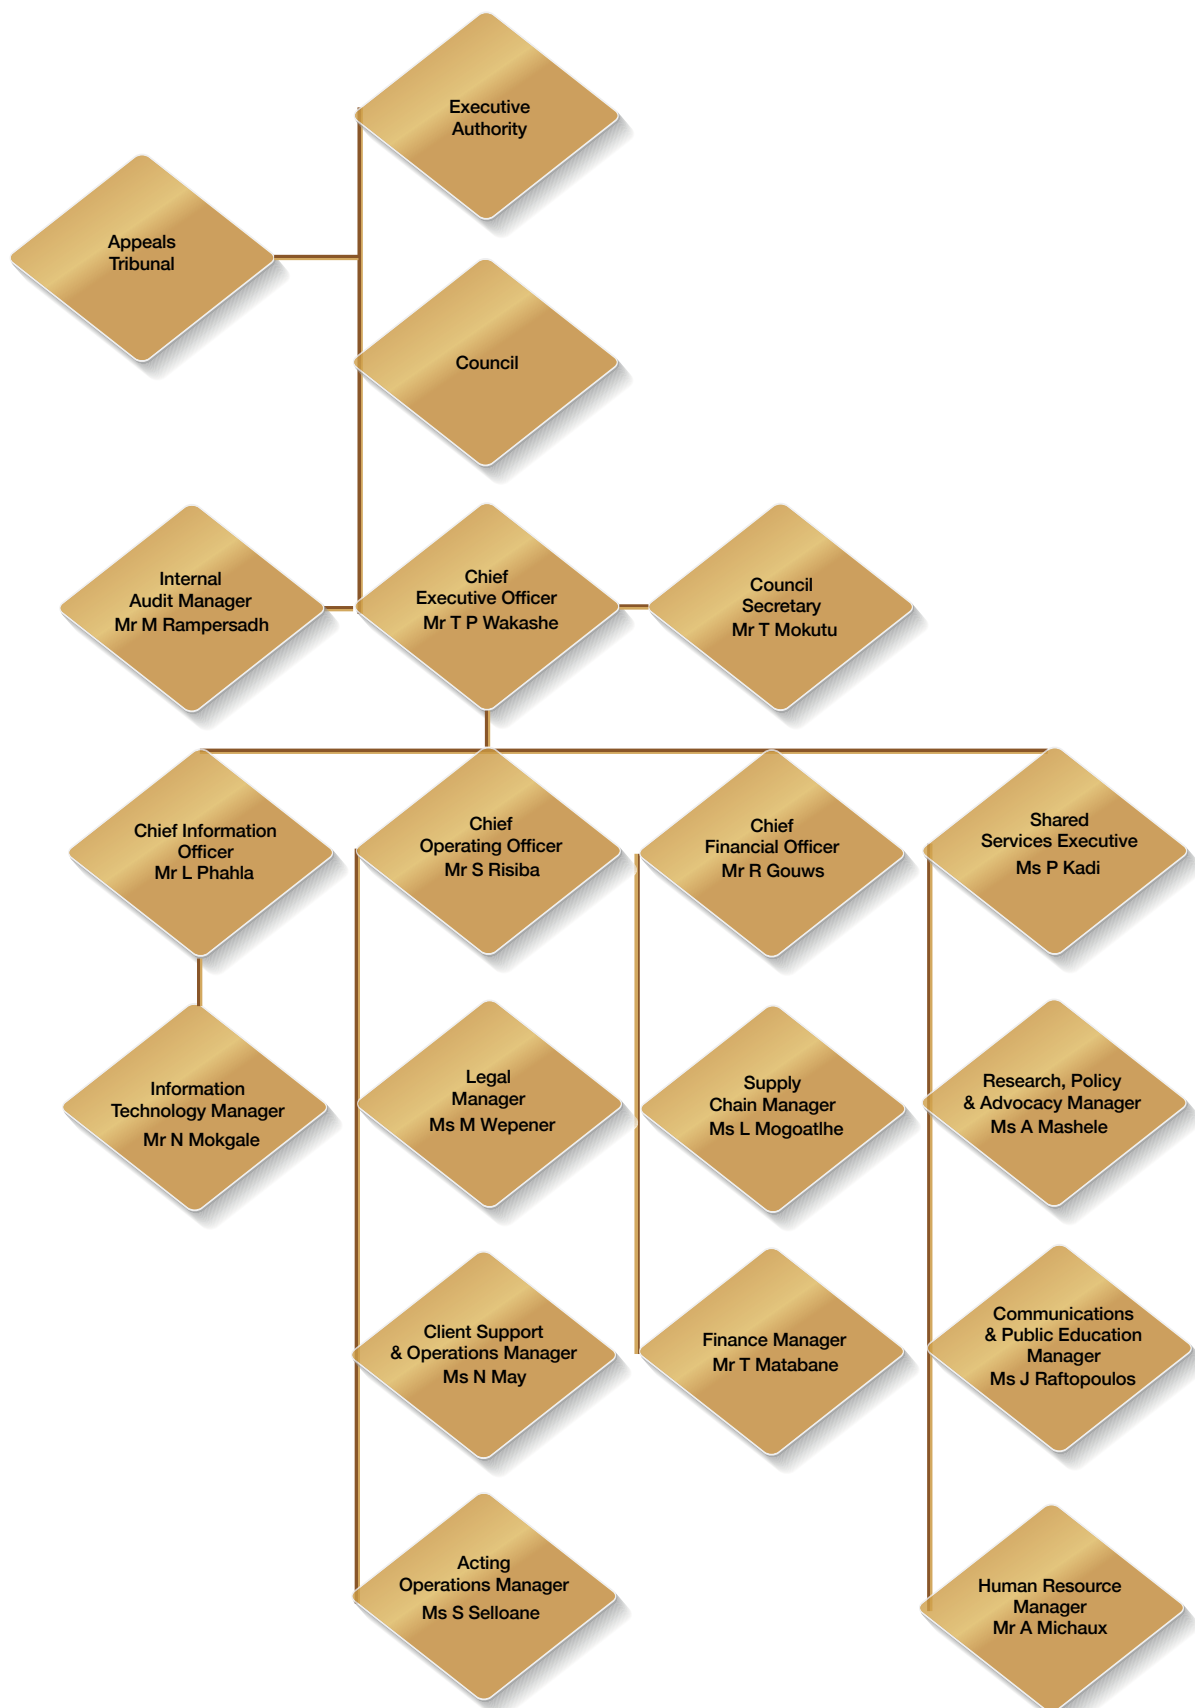 Executive
Authority
Appeals
Tribunal
Council
Internal
Audit Manager
Mr M Rampersadh
Chief
Executive Officer
Mr T P Wakashe
Council
Secretary
Mr T Mokutu
Chief Information
Officer
Mr L Phahla
Chief
Operating Officer
Mr S Risiba
Chief
Financial Officer
Mr R Gouws
Shared
Services Executive
Ms P Kadi
Information
Technology Manager
Mr N Mokgale
Legal
Manager
Ms M Wepener
Supply
Chain Manager
Ms L Mogoatlhe
Research, Policy
& Advocacy Manager
Ms A Mashele
Client Support
& Operations Manager
Ms N May
Finance Manager
Mr T Matabane
Communications
& Public Education
Manager
Ms J Raftopoulos
Acting
Operations Manager
Ms S Selloane
Human Resource
Manager
Mr A Michaux